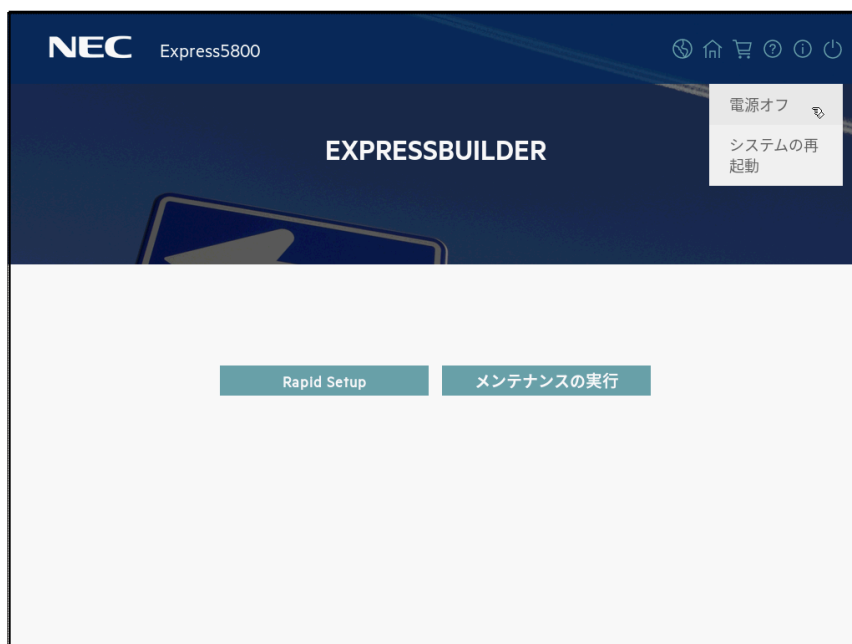 NEC Express5800
電源オフ
システムの再
起動
EXPRESSBUILDER
Rapid Setup メンテナンスの実行